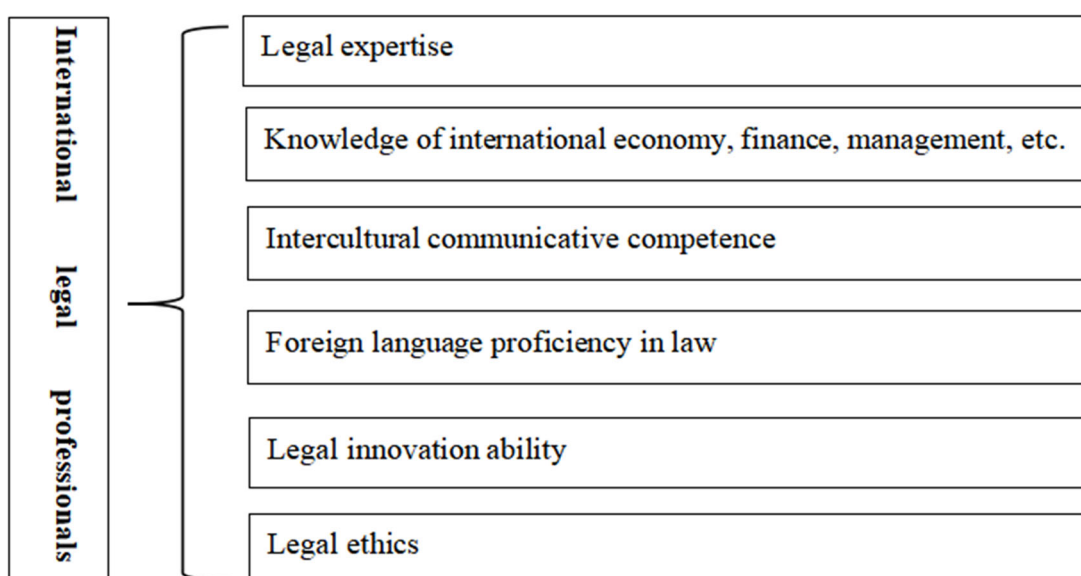 International legal professionals
Legal expertise
Knowledge of international economy, finance, management, etc.
Intercultural communicative competence
Foreign language proficiency in law
Legal innovation ability
Legal ethics